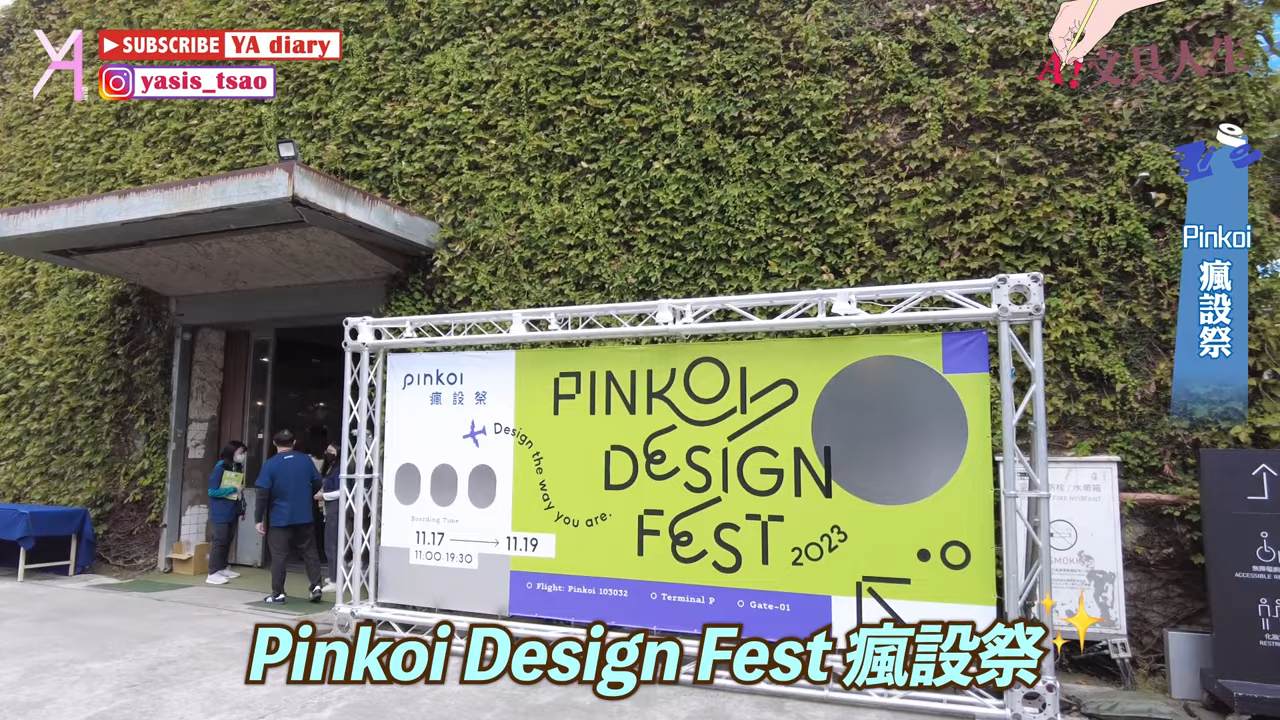 YA
SUBSCRIBE YA diary
yasis_tsao
A!文具人生
Pinkoi
瘋設祭
Pinkoi
瘋設祭
Design the way you are.
Boarding Time
11.17 → 11.19
11:00-19:30
PINKOI
DESIGN
FEST 2023
Flight: Pinkoi 103032
Terminal P
Gate-01
FIRE HYDRANT
ACCESSIBLE
Pinkoi Design Fest 瘋設祭